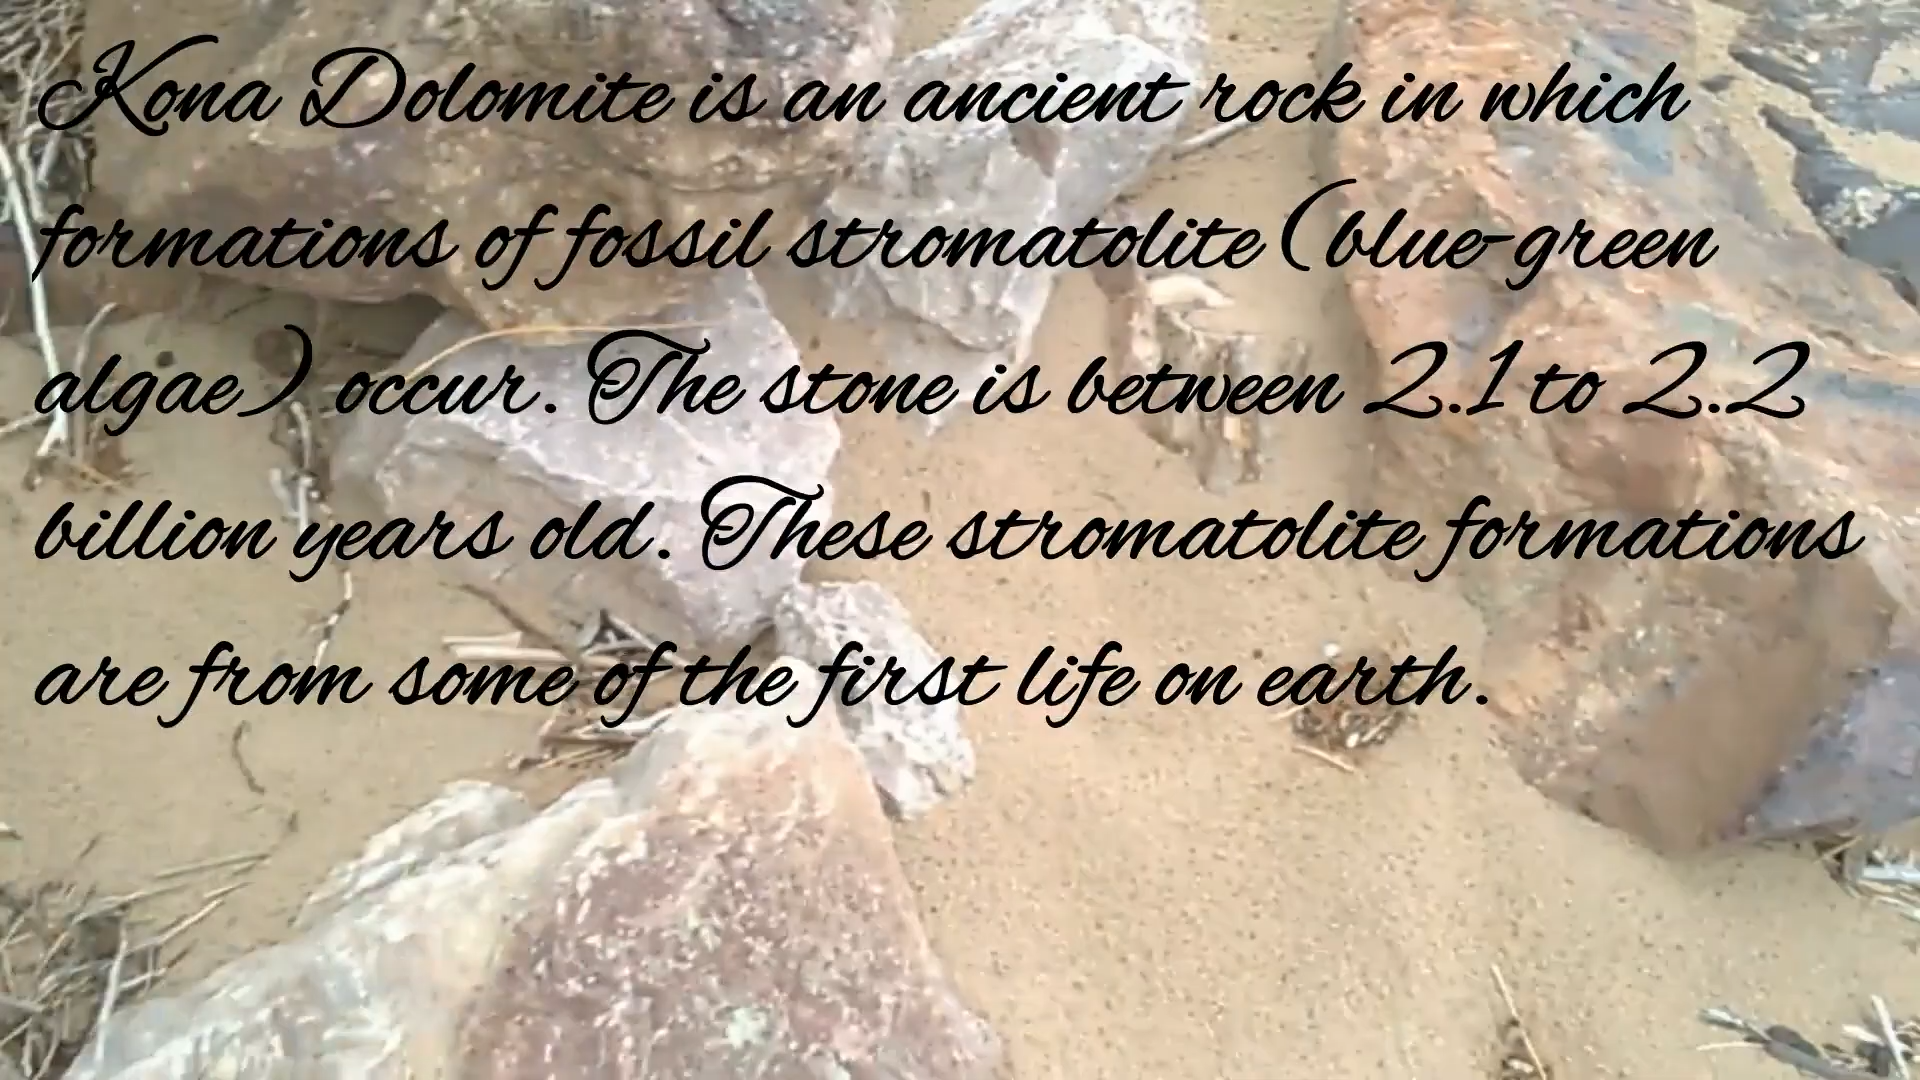 Kona Dolomite is an ancient rock in which
formations of fossil stromatolite (blue-green
algae) occur. The stone is between 2.1 to 2.2
billion years old. These stromatolite formations
are from some of the first life on earth.